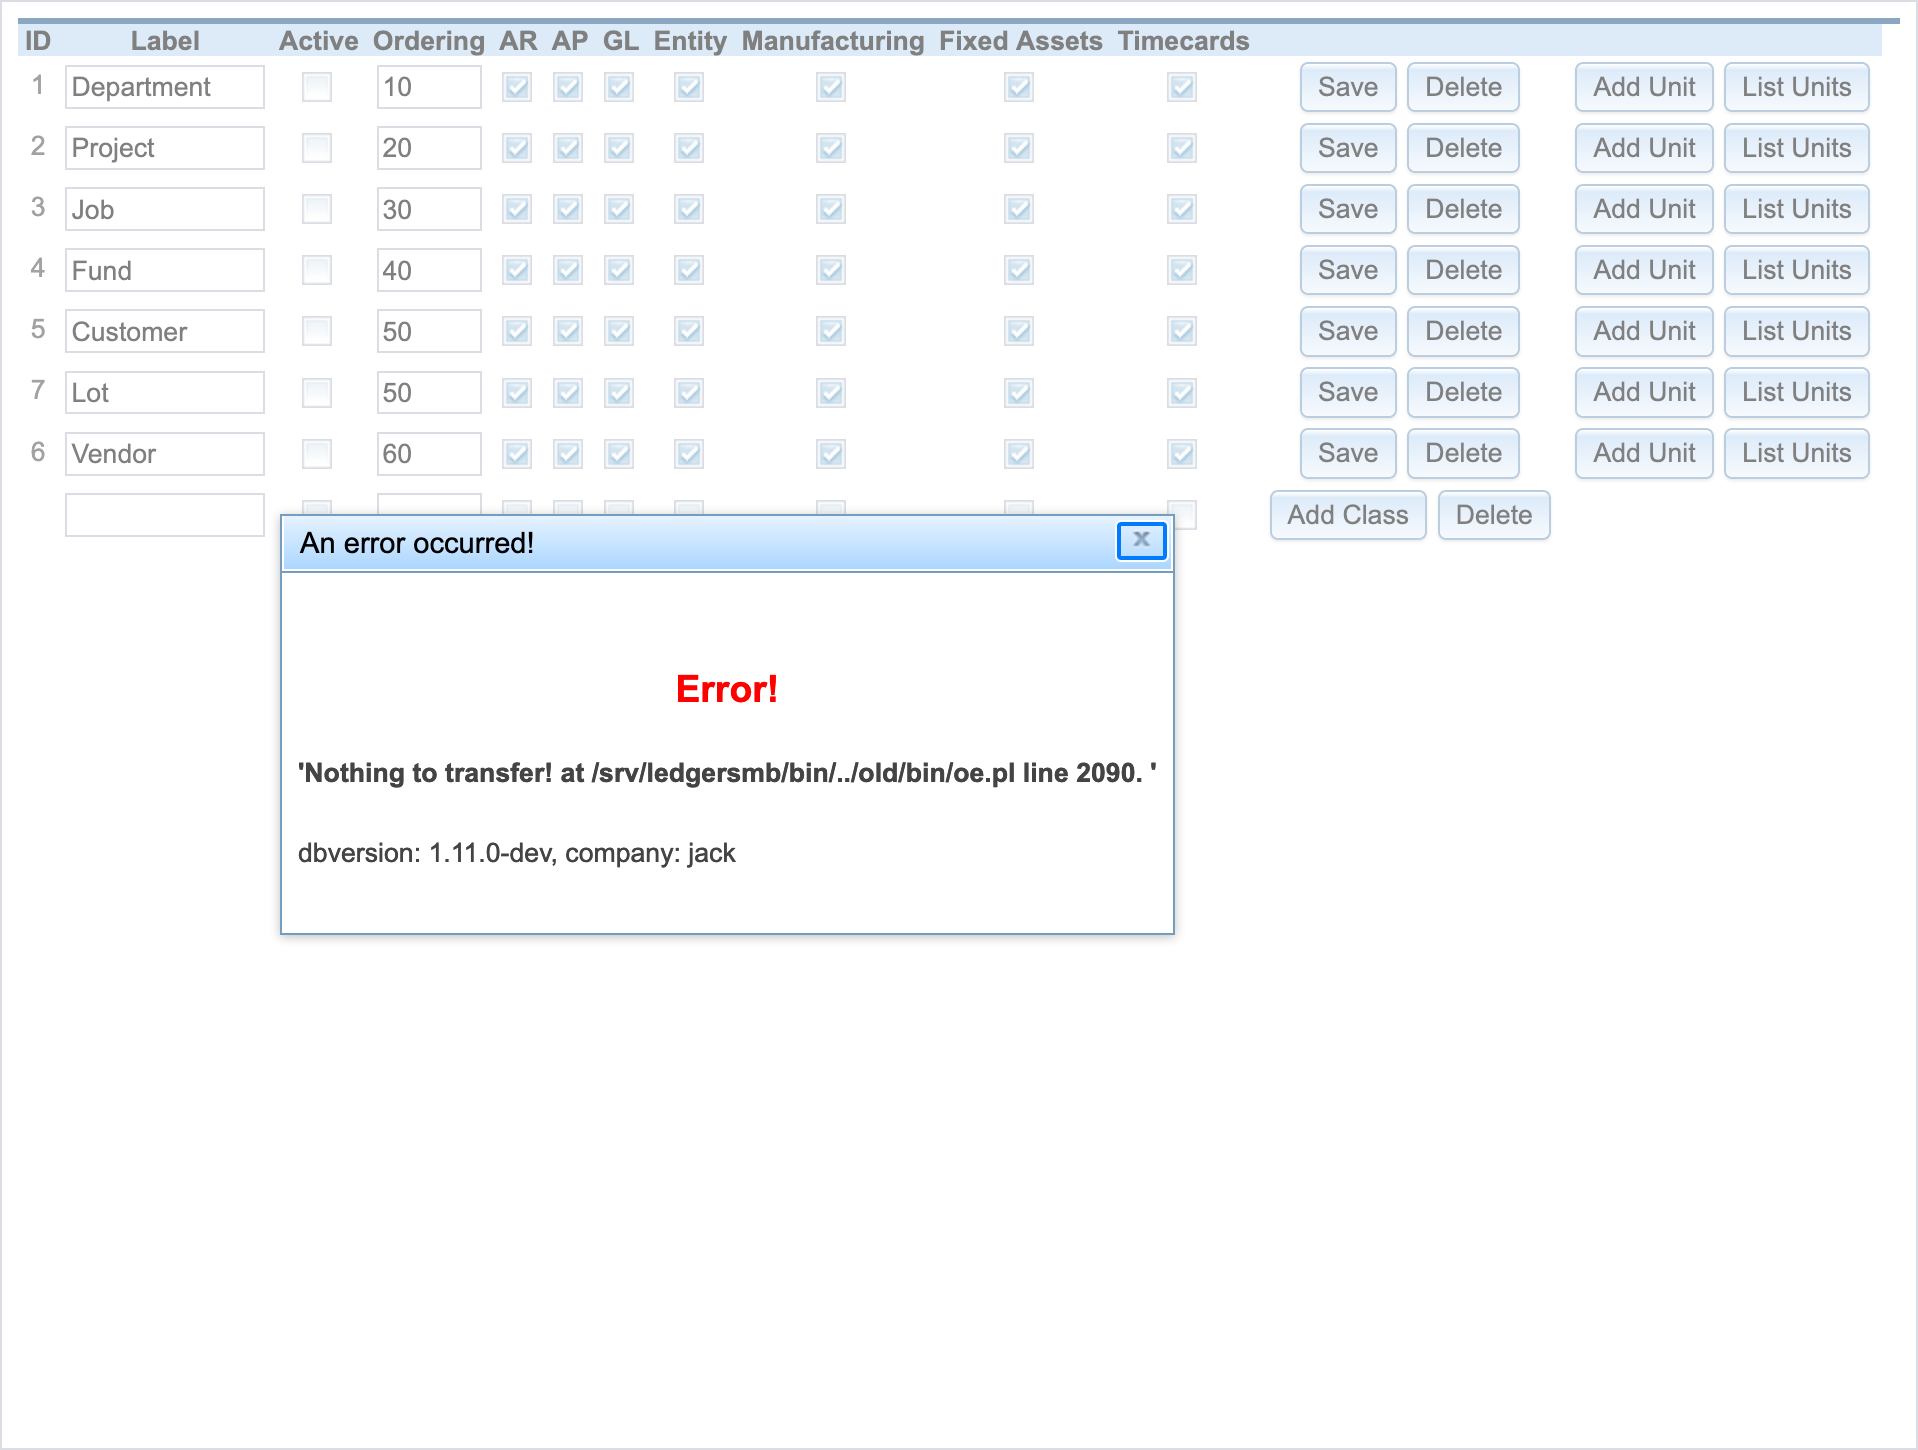 ID Label Active Ordering AR AP GL Entity Manufacturing Fixed Assets Timecards
1 Department 10 Save Delete Add Unit List Units
2 Project 20 Save Delete Add Unit List Units
3 Job 30 Save Delete Add Unit List Units
4 Fund 40 Save Delete Add Unit List Units
5 Customer 50 Save Delete Add Unit List Units
7 Lot 50 Save Delete Add Unit List Units
6 Vendor 60 Save Delete Add Unit List Units
Add Class Delete
An error occurred! x
Error!
'Nothing to transfer! at /srv/ledgersmb/bin/../old/bin/oe.pl line 2090. '
dbversion: 1.11.0-dev, company: jack